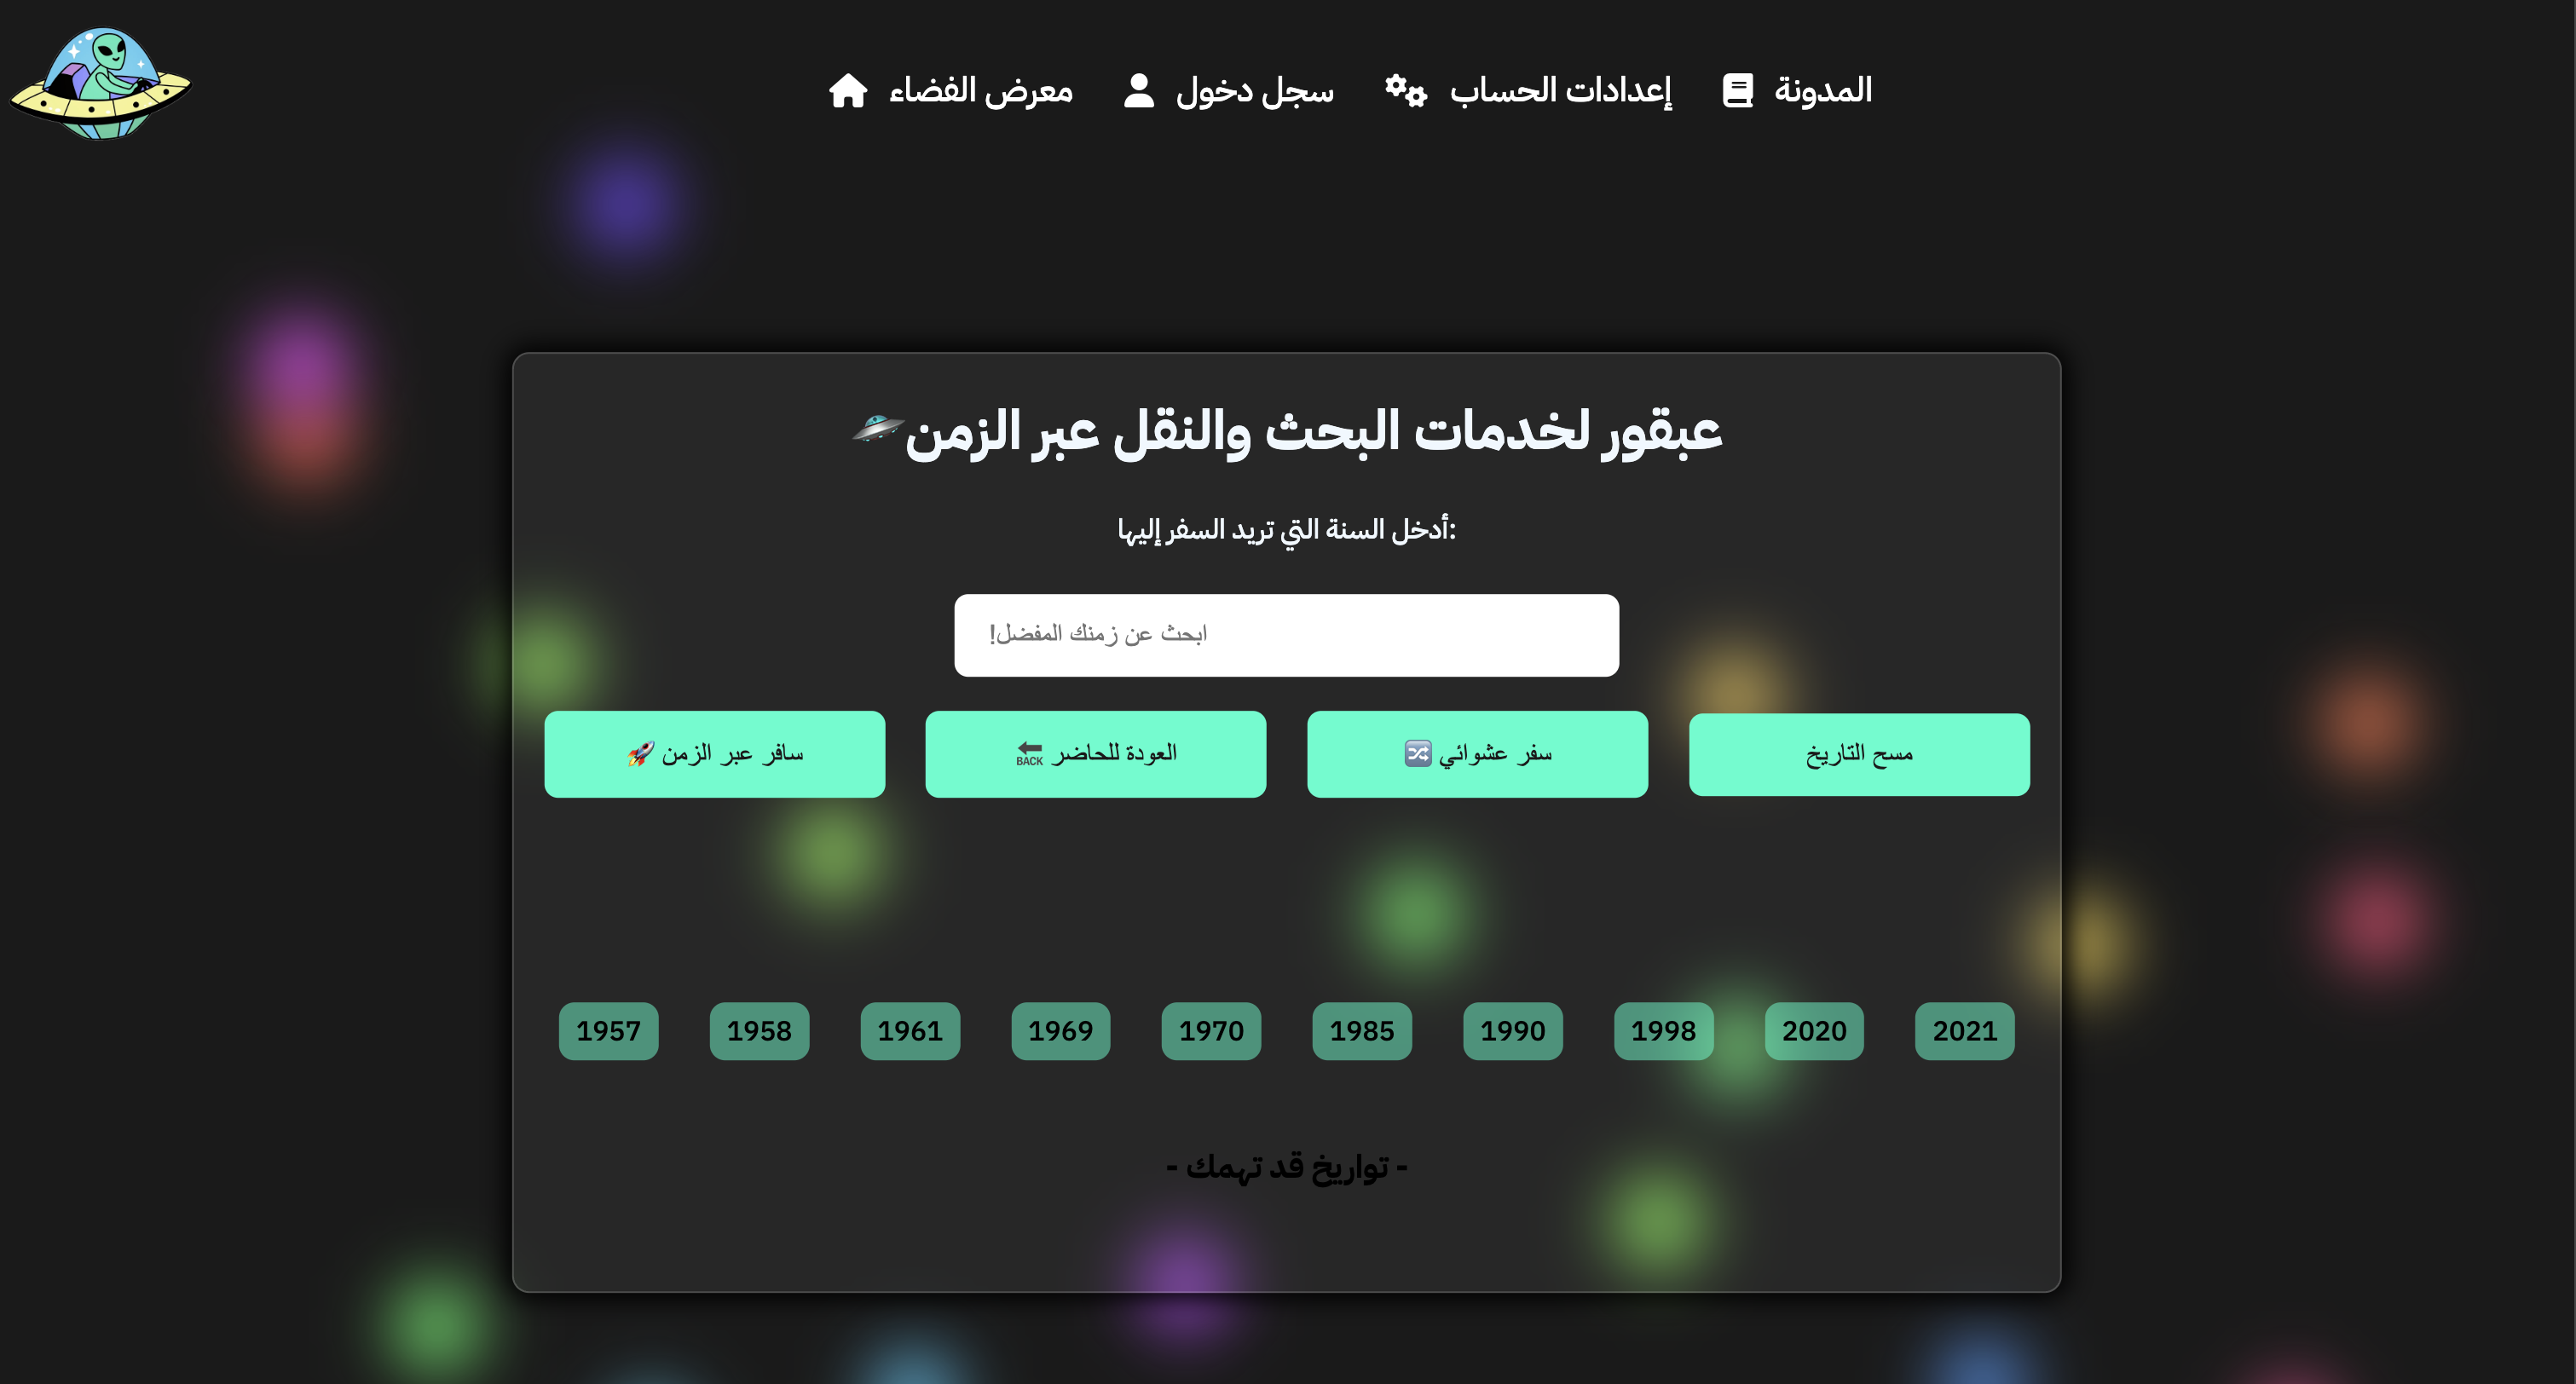 معرض الفضاء سجل دخول إعدادات الحساب المدونة
عبقور لخدمات البحث والنقل عبر الزمن🛸
أدخل السنة التي تريد السفر إليها:
ابحث عن زمنك المفضل!
سافر عبر الزمن 🚀 العودة للحاضر 🔙 سفر عشوائي 🔀 مسح التاريخ
1957 1958 1961 1969 1970 1985 1990 1998 2020 2021
- تواريخ قد تهمك -